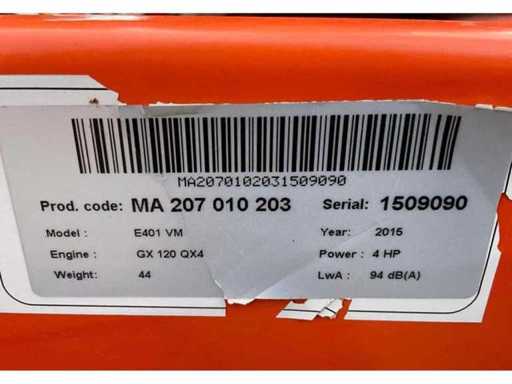 MA2070102031509090
Prod. code: MA 207 010 203 Serial: 1509090
Model : E401 VM Year: 2015
Engine : GX 120 QX4 Power : 4 HP
Weight: 44 LwA : 94 dB(A)